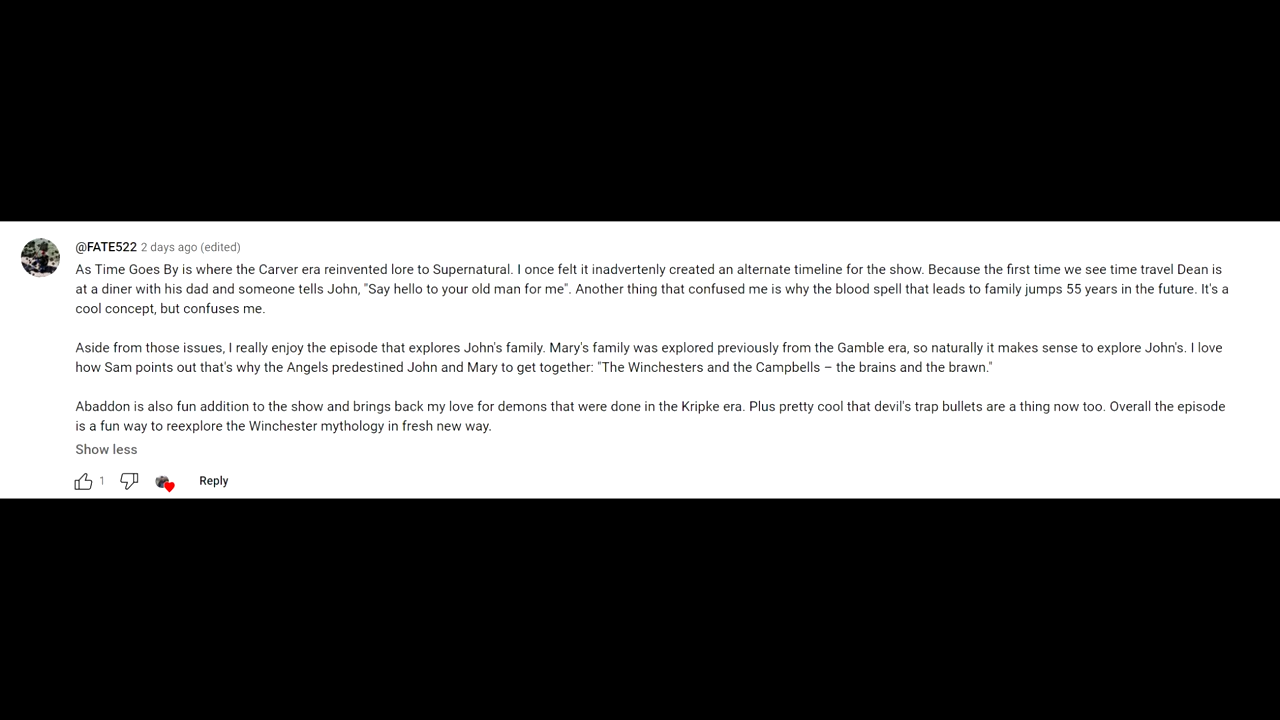 @FATE522 2 days ago (edited)
As Time Goes By is where the Carver era reinvented lore to Supernatural. I once felt it inadvertenly created an alternate timeline for the show. Because the first time we see time travel Dean is
at a diner with his dad and someone tells John, "Say hello to your old man for me". Another thing that confused me is why the blood spell that leads to family jumps 55 years in the future. It's a
cool concept, but confuses me.
Aside from those issues, I really enjoy the episode that explores John's family. Mary's family was explored previously from the Gamble era, so naturally it makes sense to explore John's. I love
how Sam points out that's why the Angels predestined John and Mary to get together: "The Winchesters and the Campbells – the brains and the brawn."
Abaddon is also fun addition to the show and brings back my love for demons that were done in the Kripke era. Plus pretty cool that devil's trap bullets are a thing now too. Overall the episode
is a fun way to reexplore the Winchester mythology in fresh new way.
Show less
1 Reply